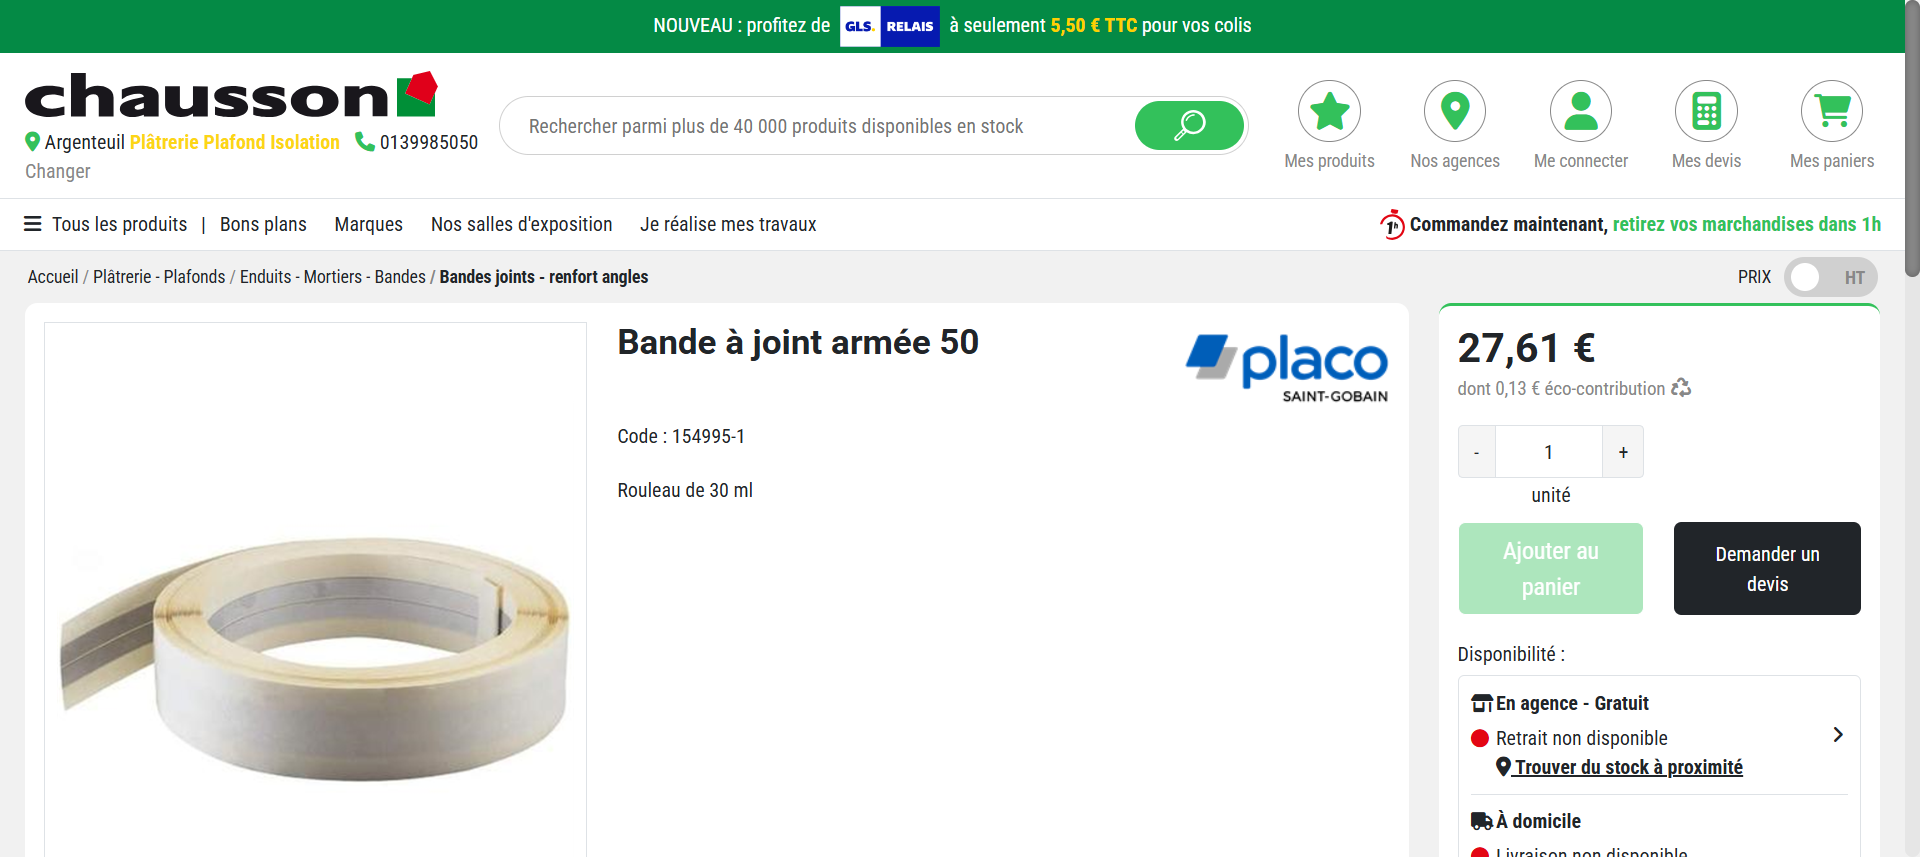 NOUVEAU : profitez de GLS. RELAIS à seulement 5,50 € TTC pour vos colis
chausson
Argenteuil Plâtrerie Plafond Isolation 0139985050
Changer
Rechercher parmi plus de 40 000 produits disponibles en stock
Mes produits
Nos agences
Me connecter
Mes devis
Mes paniers
Tous les produits | Bons plans Marques Nos salles d'exposition Je réalise mes travaux
1h Commandez maintenant, retirez vos marchandises dans 1h
Accueil / Plâtrerie - Plafonds / Enduits - Mortiers - Bandes / Bandes joints - renfort angles
PRIX HT
Bande à joint armée 50
placo
SAINT-GOBAIN
Code : 154995-1
Rouleau de 30 ml
27,61 €
dont 0,13 € éco-contribution
- 1 +
unité
Ajouter au
panier
Demander un
devis
Disponibilité :
En agence - Gratuit
Retrait non disponible
Trouver du stock à proximité
À domicile
Livraison non disponible